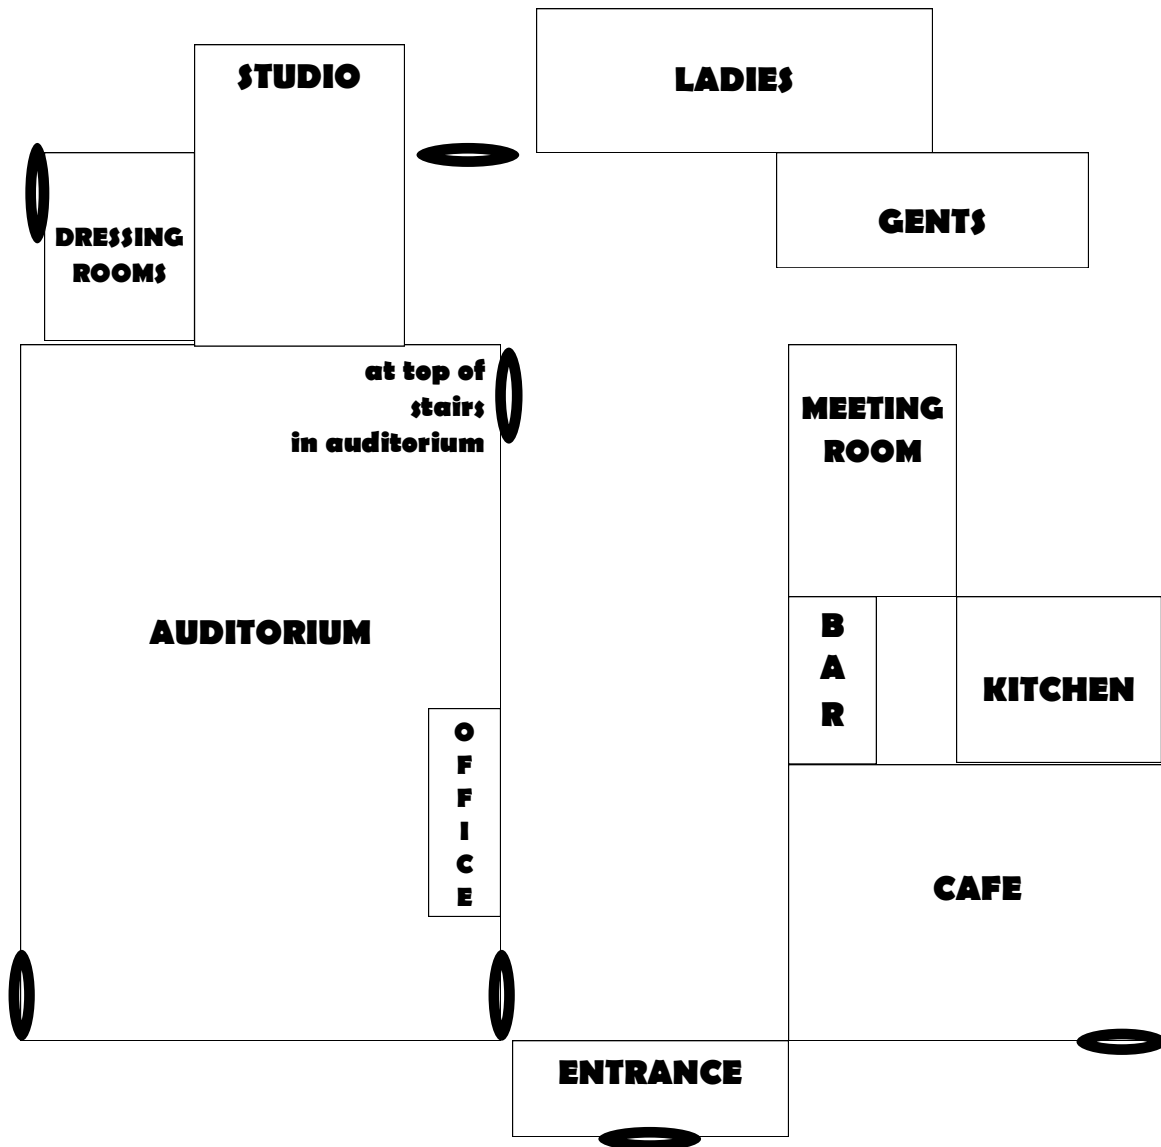 STUDIO
LADIES
GENTS
DRESSING
ROOMS
at top of
stairs
in auditorium
MEETING
ROOM
AUDITORIUM
B
A
R
KITCHEN
O
F
F
I
C
E
CAFE
ENTRANCE